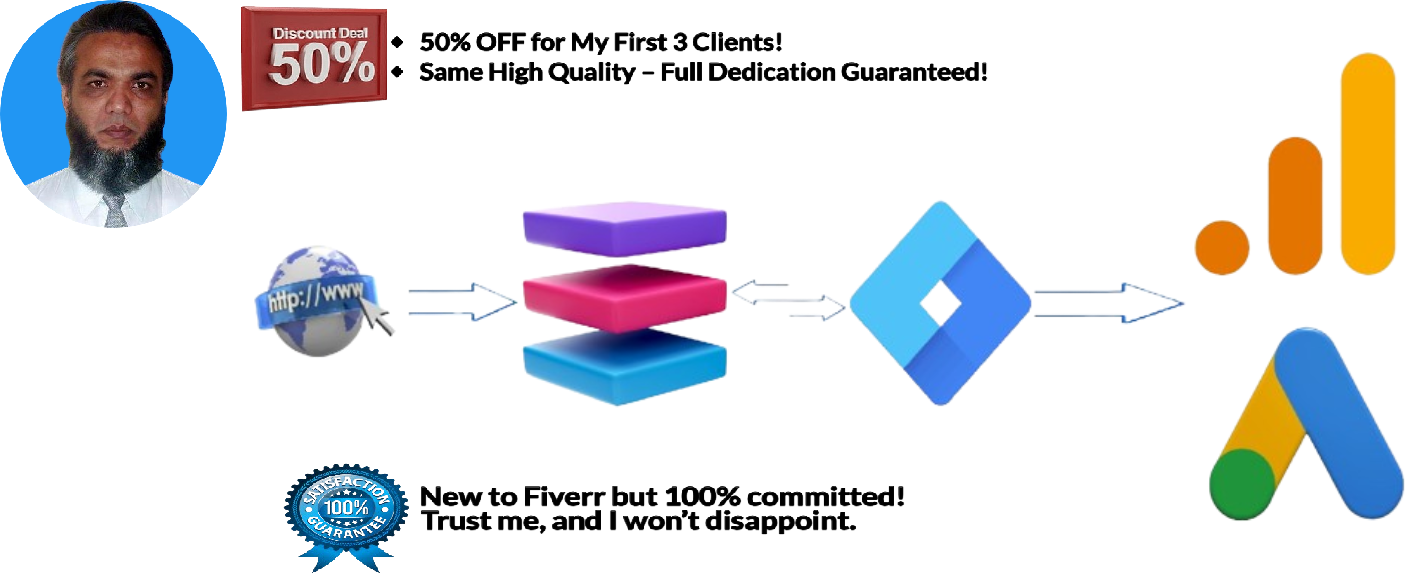 Discount Deal
50%
50% OFF for My First 3 Clients!
Same High Quality – Full Dedication Guaranteed!
http://www
SATISFACTION
100%
GUARANTEE
New to Fiverr but 100% committed!
Trust me, and I won't disappoint.